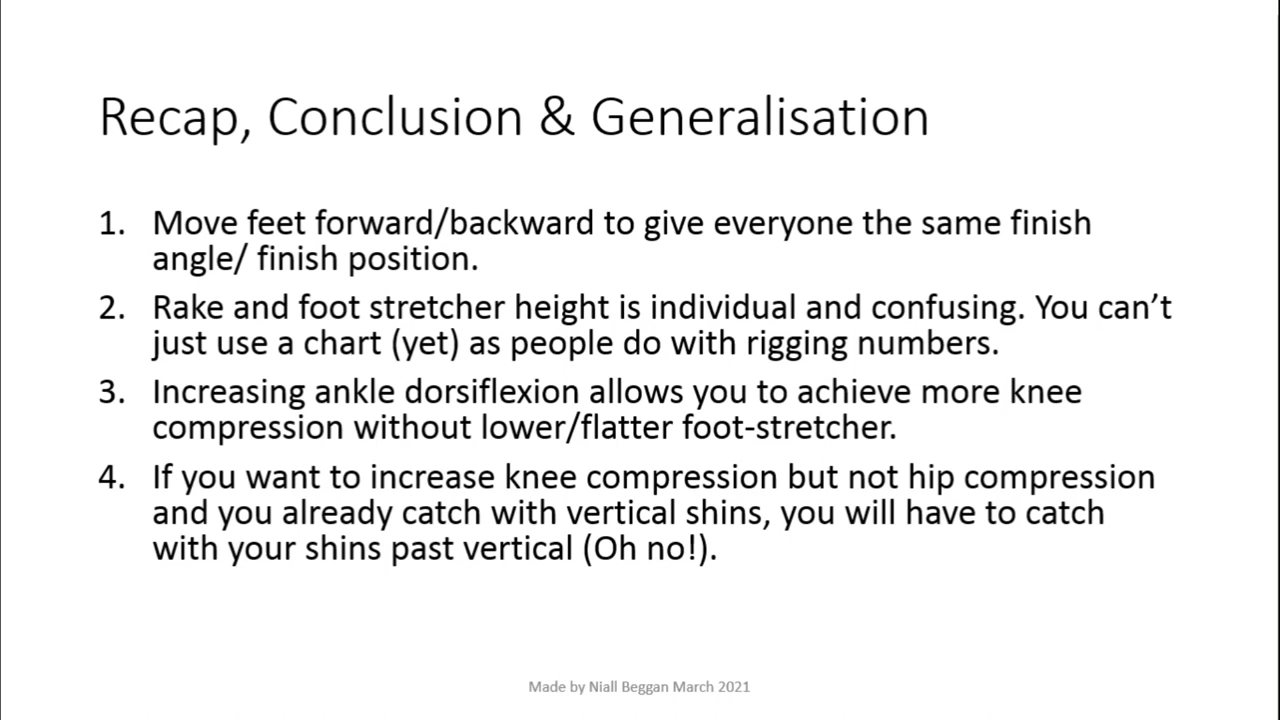 Recap, Conclusion & Generalisation
1. Move feet forward/backward to give everyone the same finish
angle/ finish position.
2. Rake and foot stretcher height is individual and confusing. You can’t
just use a chart (yet) as people do with rigging numbers.
3. Increasing ankle dorsiflexion allows you to achieve more knee
compression without lower/flatter foot-stretcher.
4. If you want to increase knee compression but not hip compression
and you already catch with vertical shins, you will have to catch
with your shins past vertical (Oh no!).
Made by Niall Beggan March 2021